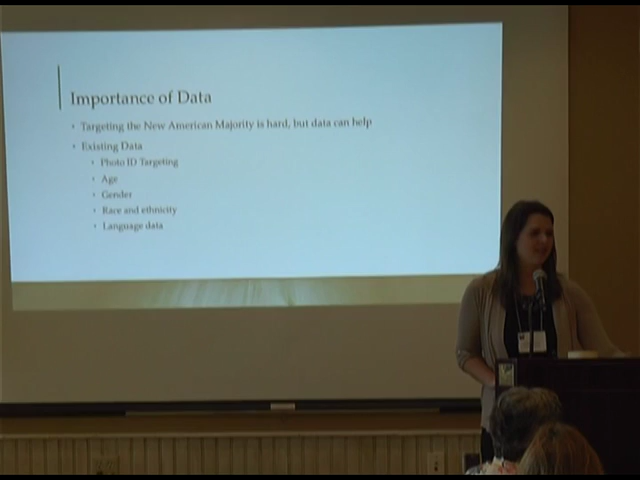 Importance of Data
• Targeting the New American Majority is hard, but data can help
• Existing Data
• Photo ID Targeting
• Age
• Gender
• Race and ethnicity
• Language data